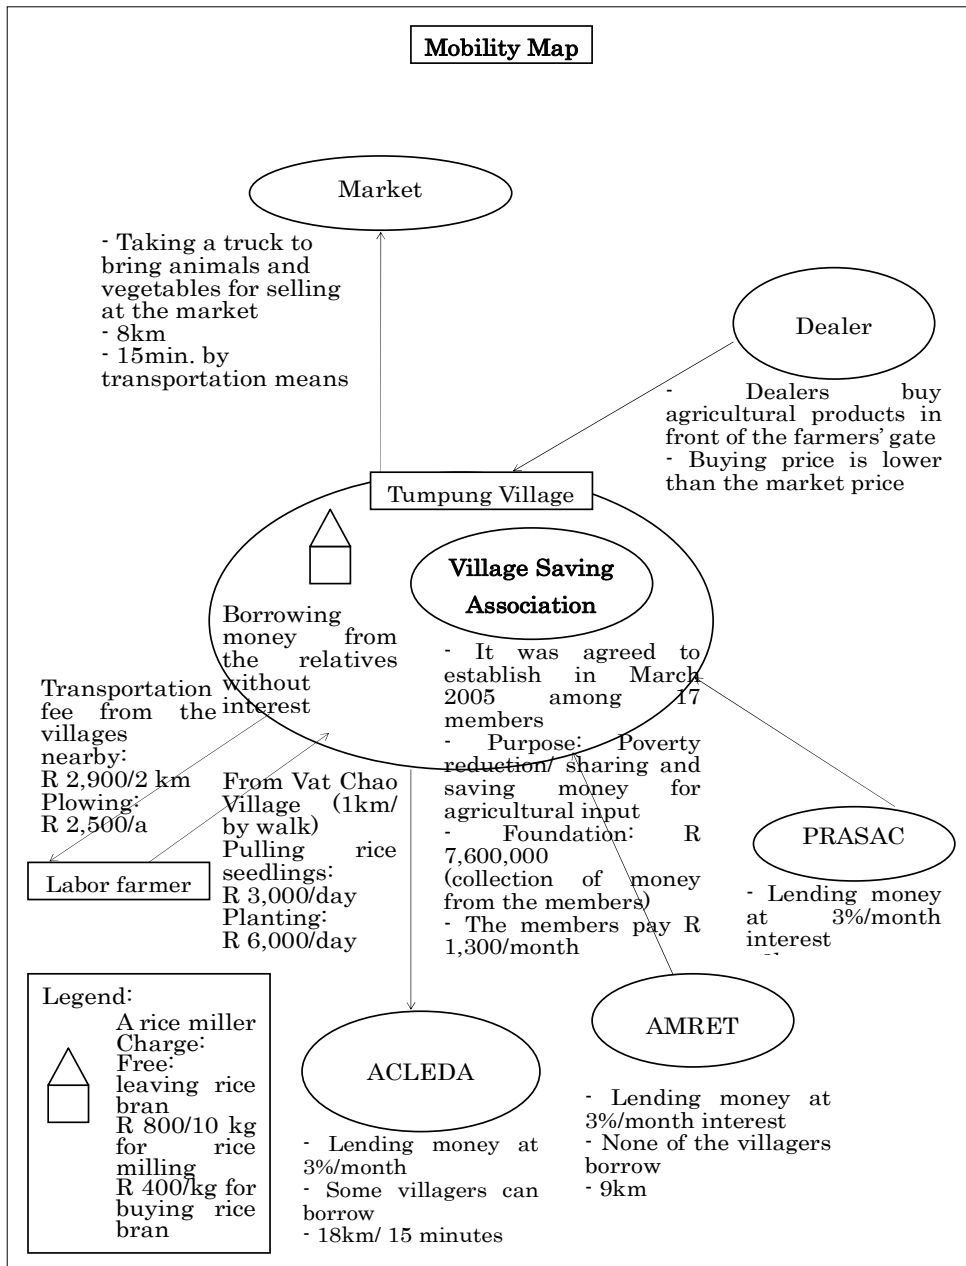 Mobility Map
Market
- Taking a truck to
bring animals and
vegetables for selling
at the market
- 8km
- 15min. by
transportation means
Dealer
- Dealers buy
agricultural products in
front of the farmers' gate
- Buying price is lower
than the market price
Tumpung Village
Village Saving
Association
Borrowing
money from
the relatives
without
interest
- It was agreed to
establish in March
2005 among 17
members
- Purpose: Poverty
reduction/ sharing and
saving money for
agricultural input
- Foundation: R
7,600,000
(collection of money
from the members)
- The members pay R
1,300/month
Transportation
fee from the
villages
nearby:
R 2,900/2 km
Plowing:
R 2,500/a
Labor farmer
From Vat Chao
Village (1km/
by walk)
Pulling rice
seedlings:
R 3,000/day
Planting:
R 6,000/day
PRASAC
- Lending money
at 3%/month
interest
Legend:
A rice miller
Charge:
Free:
leaving rice
bran
R 800/10 kg
for rice
milling
R 400/kg for
buying rice
bran
ACLEDA
- Lending money at
3%/month
- Some villagers can
borrow
- 18km/ 15 minutes
AMRET
- Lending money at
3%/month interest
- None of the villagers
borrow
- 9km